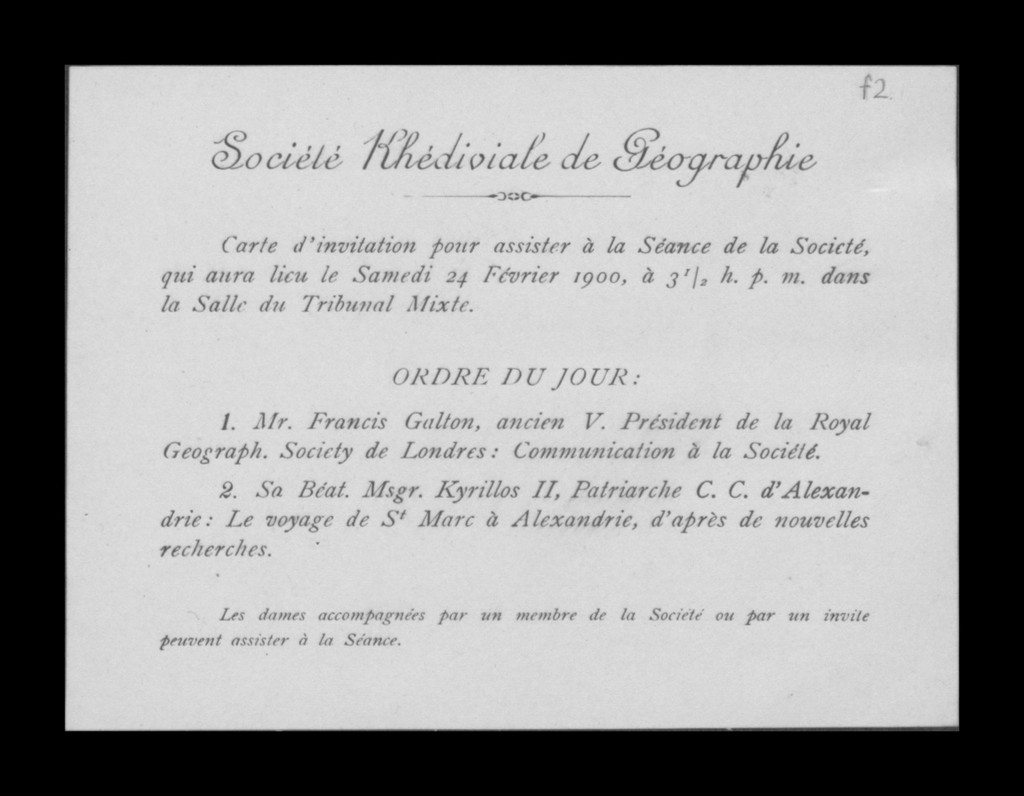 f2.
Société Khédiviale de Géographie
Carte d'invitation pour assister à la Séance de la Société,
qui aura lieu le Samedi 24 Février 1900, à 3 1/2 h. p. m. dans
la Salle du Tribunal Mixte.
ORDRE DU JOUR:
1. Mr. Francis Galton, ancien V. Président de la Royal
Geograph. Society de Londres: Communication à la Société.
2. Sa Béat. Msgr. Kyrillos II, Patriarche C. C. d'Alexan-
drie: Le voyage de St Marc à Alexandrie, d'après de nouvelles
recherches.
Les dames accompagnées par un membre de la Société ou par un invite
peuvent assister à la Séance.